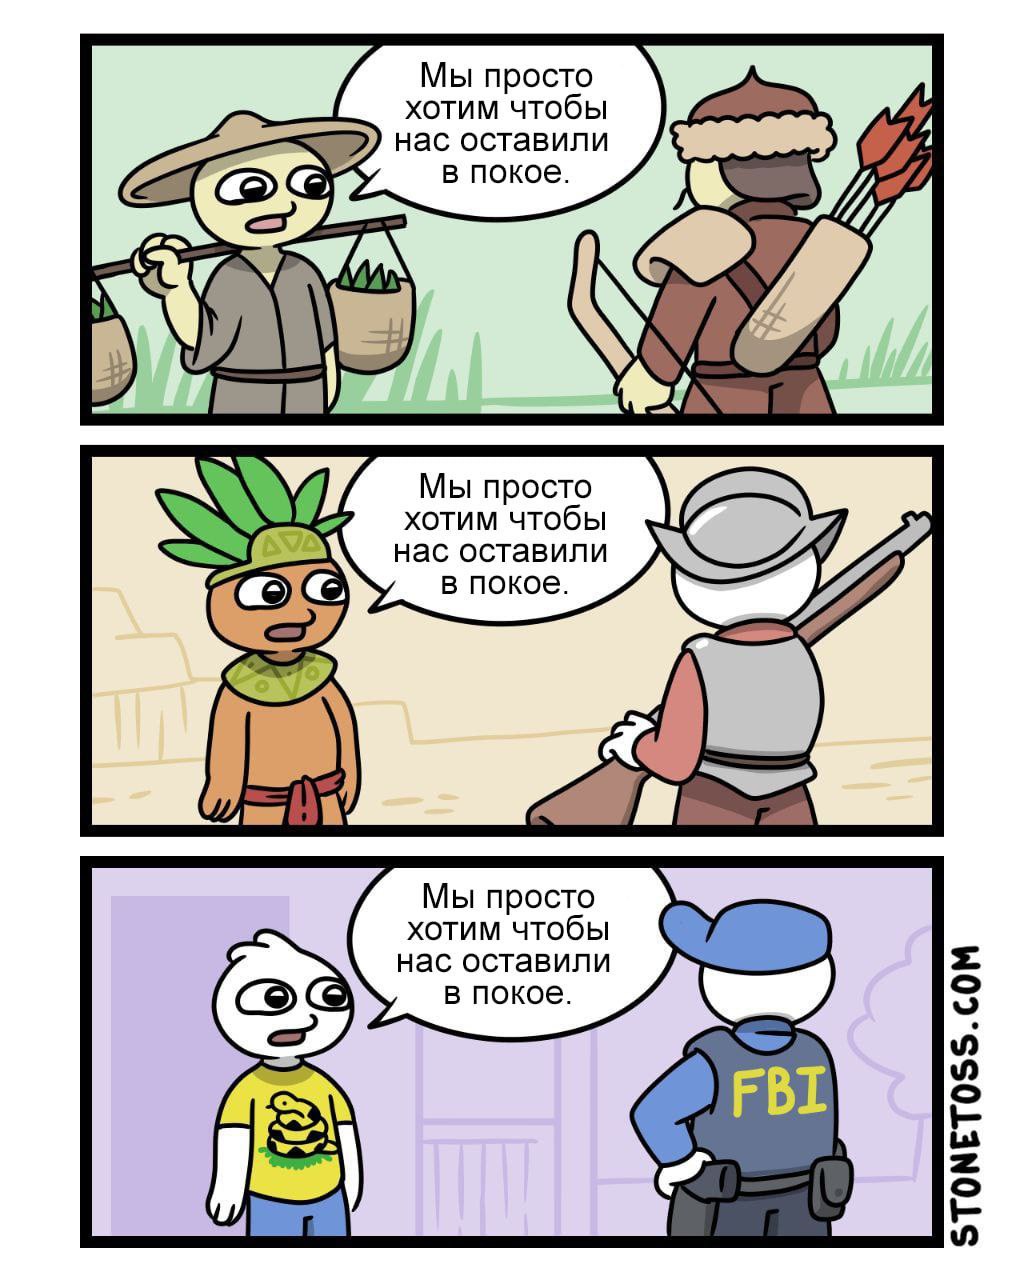 Мы просто
хотим чтобы
нас оставили
в покое.
Мы просто
хотим чтобы
нас оставили
в покое.
Мы просто
хотим чтобы
нас оставили
в покое.
FBI
STONETOSS.COM